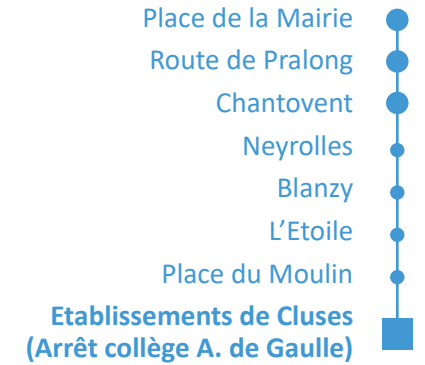 Place de la Mairie
Route de Pralong
Chantovent
Neyrolles
Blanzy
L’Etoile
Place du Moulin
Etablissements de Cluses
(Arrêt collège A. de Gaulle)